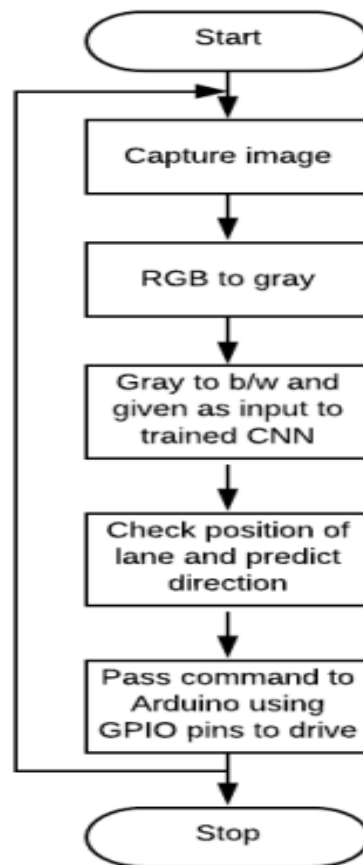 Start
Capture image
RGB to gray
Gray to b/w and
given as input to
trained CNN
Check position of
lane and predict
direction
Pass command to
Arduino using
GPIO pins to drive
Stop